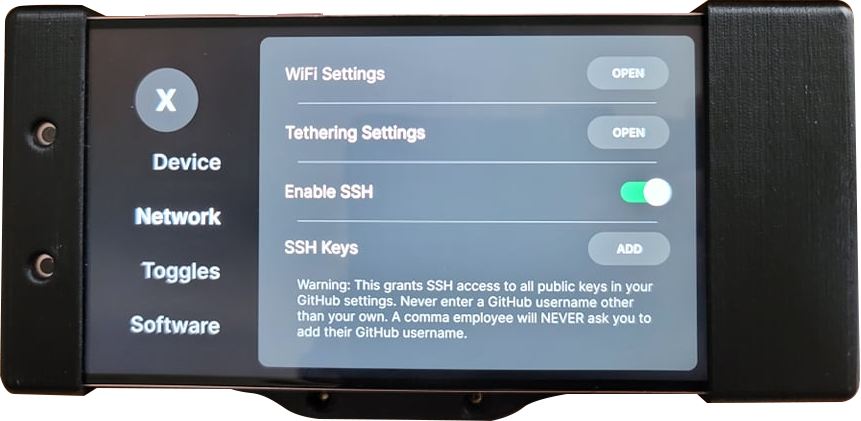 X
Device
Network
Toggles
Software
WiFi Settings
OPEN
Tethering Settings
OPEN
Enable SSH
SSH Keys
ADD
Warning: This grants SSH access to all public keys in your
GitHub settings. Never enter a GitHub username other
than your own. A comma employee will NEVER ask you to
add their GitHub username.